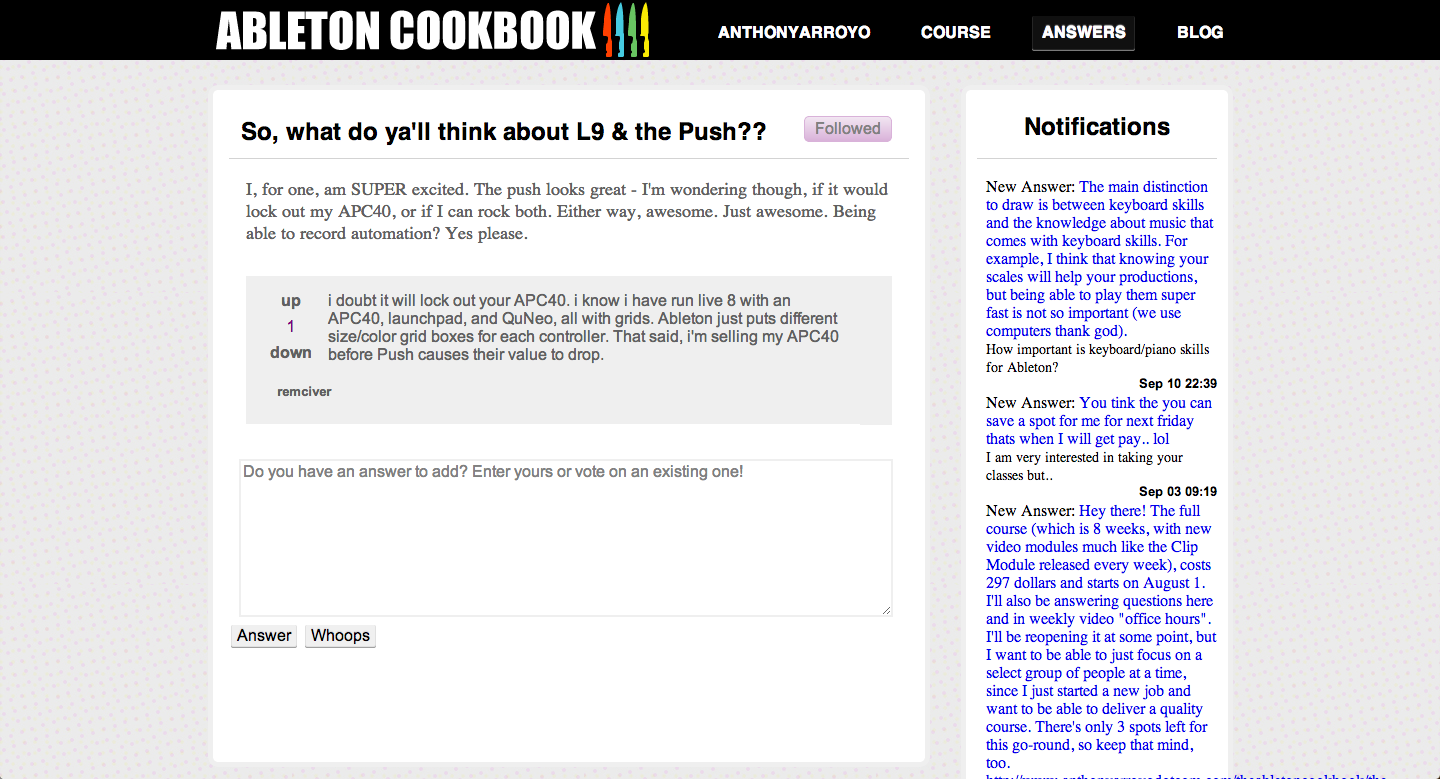 ABLETON COOKBOOK
ANTHONYARROYO
COURSE
ANSWERS
BLOG
So, what do ya'll think about L9 & the Push??
Followed
I, for one, am SUPER excited. The push looks great - I'm wondering though, if it would
lock out my APC40, or if I can rock both. Either way, awesome. Just awesome. Being
able to record automation? Yes please.
up
1
down
i doubt it will lock out your APC40. i know i have run live 8 with an
APC40, launchpad, and QuNeo, all with grids. Ableton just puts different
size/color grid boxes for each controller. That said, i'm selling my APC40
before Push causes their value to drop.
remciver
Do you have an answer to add? Enter yours or vote on an existing one!
Answer
Whoops
Notifications
New Answer: The main distinction
to draw is between keyboard skills
and the knowledge about music that
comes with keyboard skills. For
example, I think that knowing your
scales will help your productions,
but being able to play them super
fast is not so important (we use
computers thank god).
How important is keyboard/piano skills
for Ableton?
Sep 10 22:39
New Answer: You tink the you can
save a spot for me for next friday
thats when I will get pay.. lol
I am very interested in taking your
classes but..
Sep 03 09:19
New Answer: Hey there! The full
course (which is 8 weeks, with new
video modules much like the Clip
Module released every week), costs
297 dollars and starts on August 1.
I'll also be answering questions here
and in weekly video "office hours".
I'll be reopening it at some point, but
I want to be able to just focus on a
select group of people at a time,
since I just started a new job and
want to be able to deliver a quality
course. There's only 3 spots left for
this go-round, so keep that mind,
too.